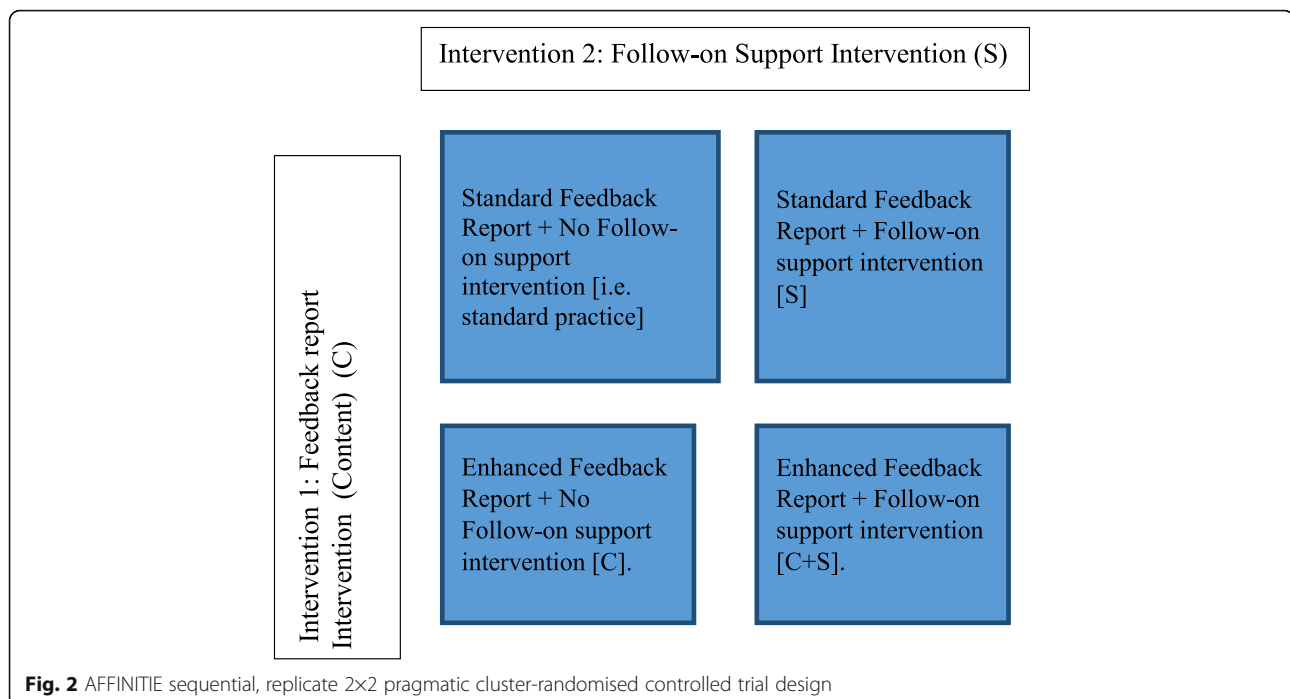 Intervention 2: Follow-on Support Intervention (S)
Intervention 1: Feedback report
Intervention (Content) (C)
Standard Feedback
Report + No Follow-
on support
intervention [i.e.
standard practice]
Standard Feedback
Report + Follow-on
support intervention
[S]
Enhanced Feedback
Report + No
Follow-on support
intervention [C].
Enhanced Feedback
Report + Follow-on
support intervention
[C+S].
Fig. 2 AFFINITIE sequential, replicate 2×2 pragmatic cluster-randomised controlled trial design